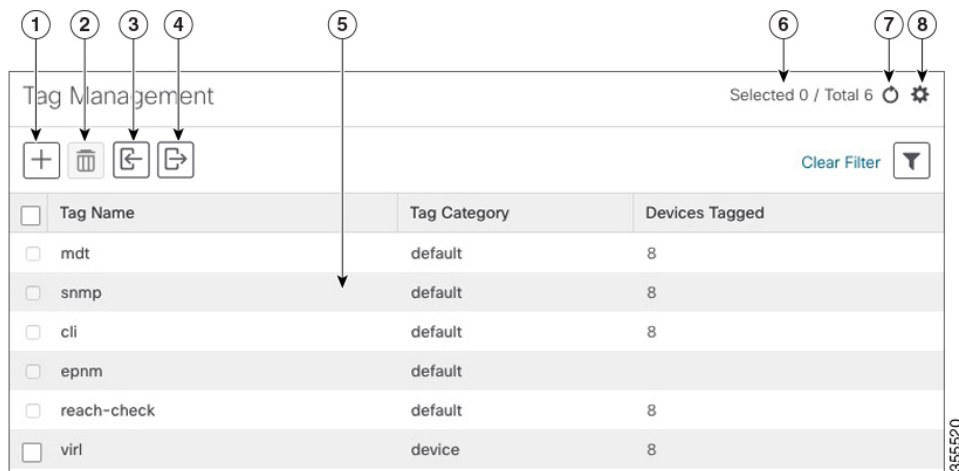 1 2 3 4 5 6 7 8
Tag Management
Selected 0 / Total 6
Clear Filter
Tag Name Tag Category Devices Tagged
mdt default 8
snmp default 8
cli default 8
epnm default
reach-check default 8
virl device 8
355520